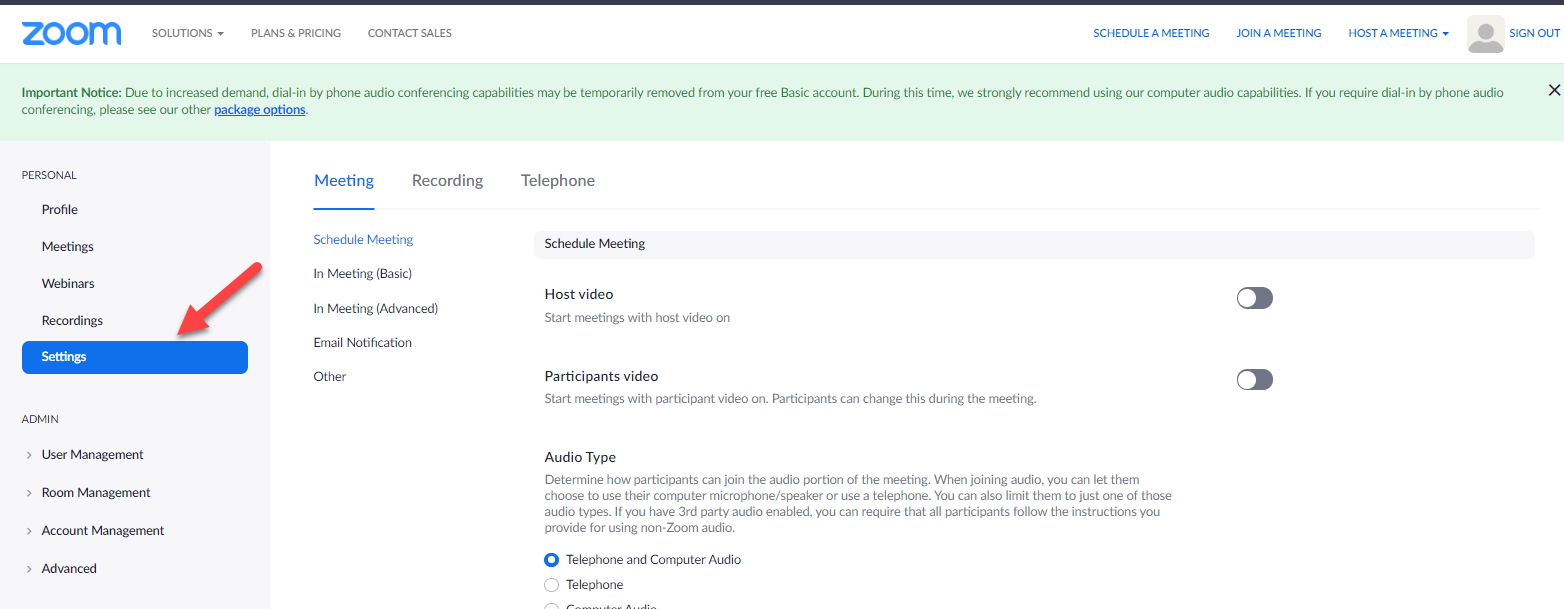 zoom
SOLUTIONS
PLANS & PRICING
CONTACT SALES
SCHEDULE A MEETING
JOIN A MEETING
HOST A MEETING
SIGN OUT
Important Notice: Due to increased demand, dial-in by phone audio conferencing capabilities may be temporarily removed from your free Basic account. During this time, we strongly recommend using our computer audio capabilities. If you require dial-in by phone audio
conferencing, please see our other package options.
PERSONAL
Profile
Meetings
Webinars
Recordings
Settings
ADMIN
User Management
Room Management
Account Management
Advanced
Meeting
Recording
Telephone
Schedule Meeting
In Meeting (Basic)
In Meeting (Advanced)
Email Notification
Other
Schedule Meeting
Host video
Start meetings with host video on
Participants video
Start meetings with participant video on. Participants can change this during the meeting.
Audio Type
Determine how participants can join the audio portion of the meeting. When joining audio, you can let them
choose to use their computer microphone/speaker or use a telephone. You can also limit them to just one of those
audio types. If you have 3rd party audio enabled, you can require that all participants follow the instructions you
provide for using non-Zoom audio.
Telephone and Computer Audio
Telephone
Computer Audio